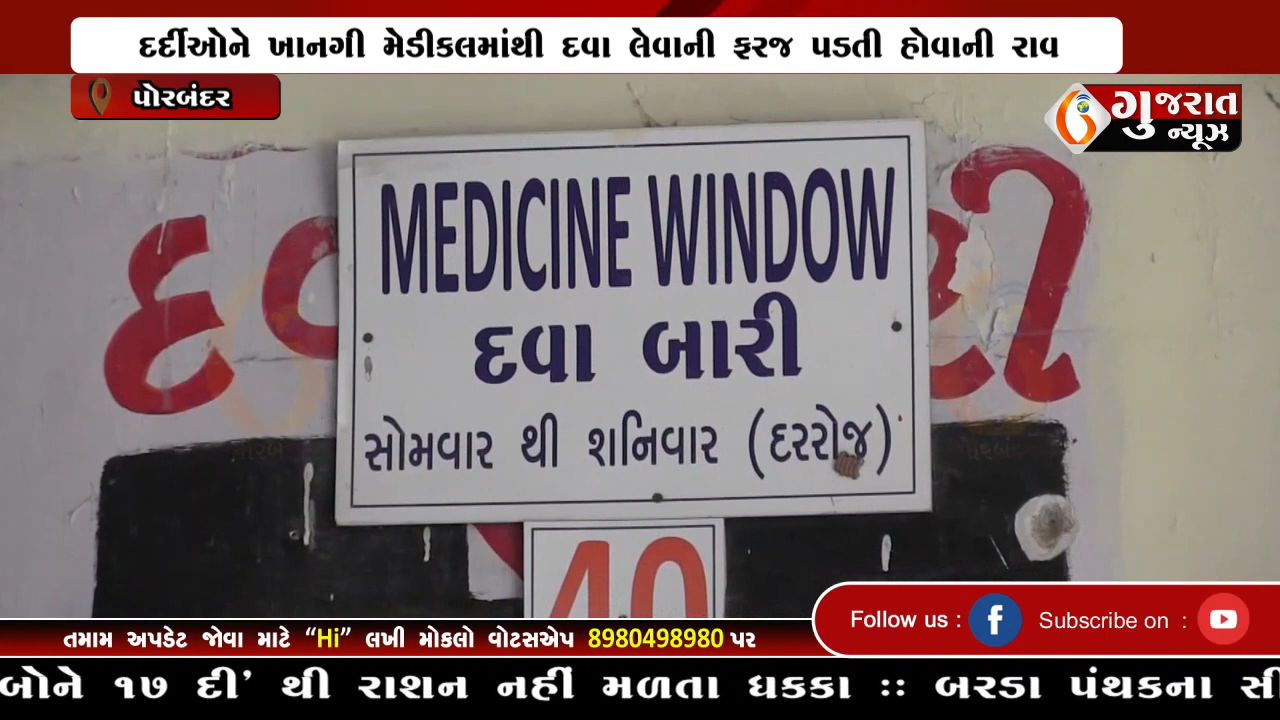 દર્દીઓને ખાનગી મેડીકલમાંથી દવા લેવાની ફરજ પડતી હોવાની રાવ
પોરબંદર
ગુજરાત
ન્યૂઝ
MEDICINE WINDOW
દવા બારી
સોમવાર થી શનિવાર (દરરોજ)
40
Follow us :
Subscribe on :
તમામ અપડેટ જોવા માટે “Hi” લખી મોકલો વોટસએપ 8980498980 પર
બોને ૧૭ દી' થી રાશન નહીં મળતા ધક્કા :: બરડા પંથકના સી